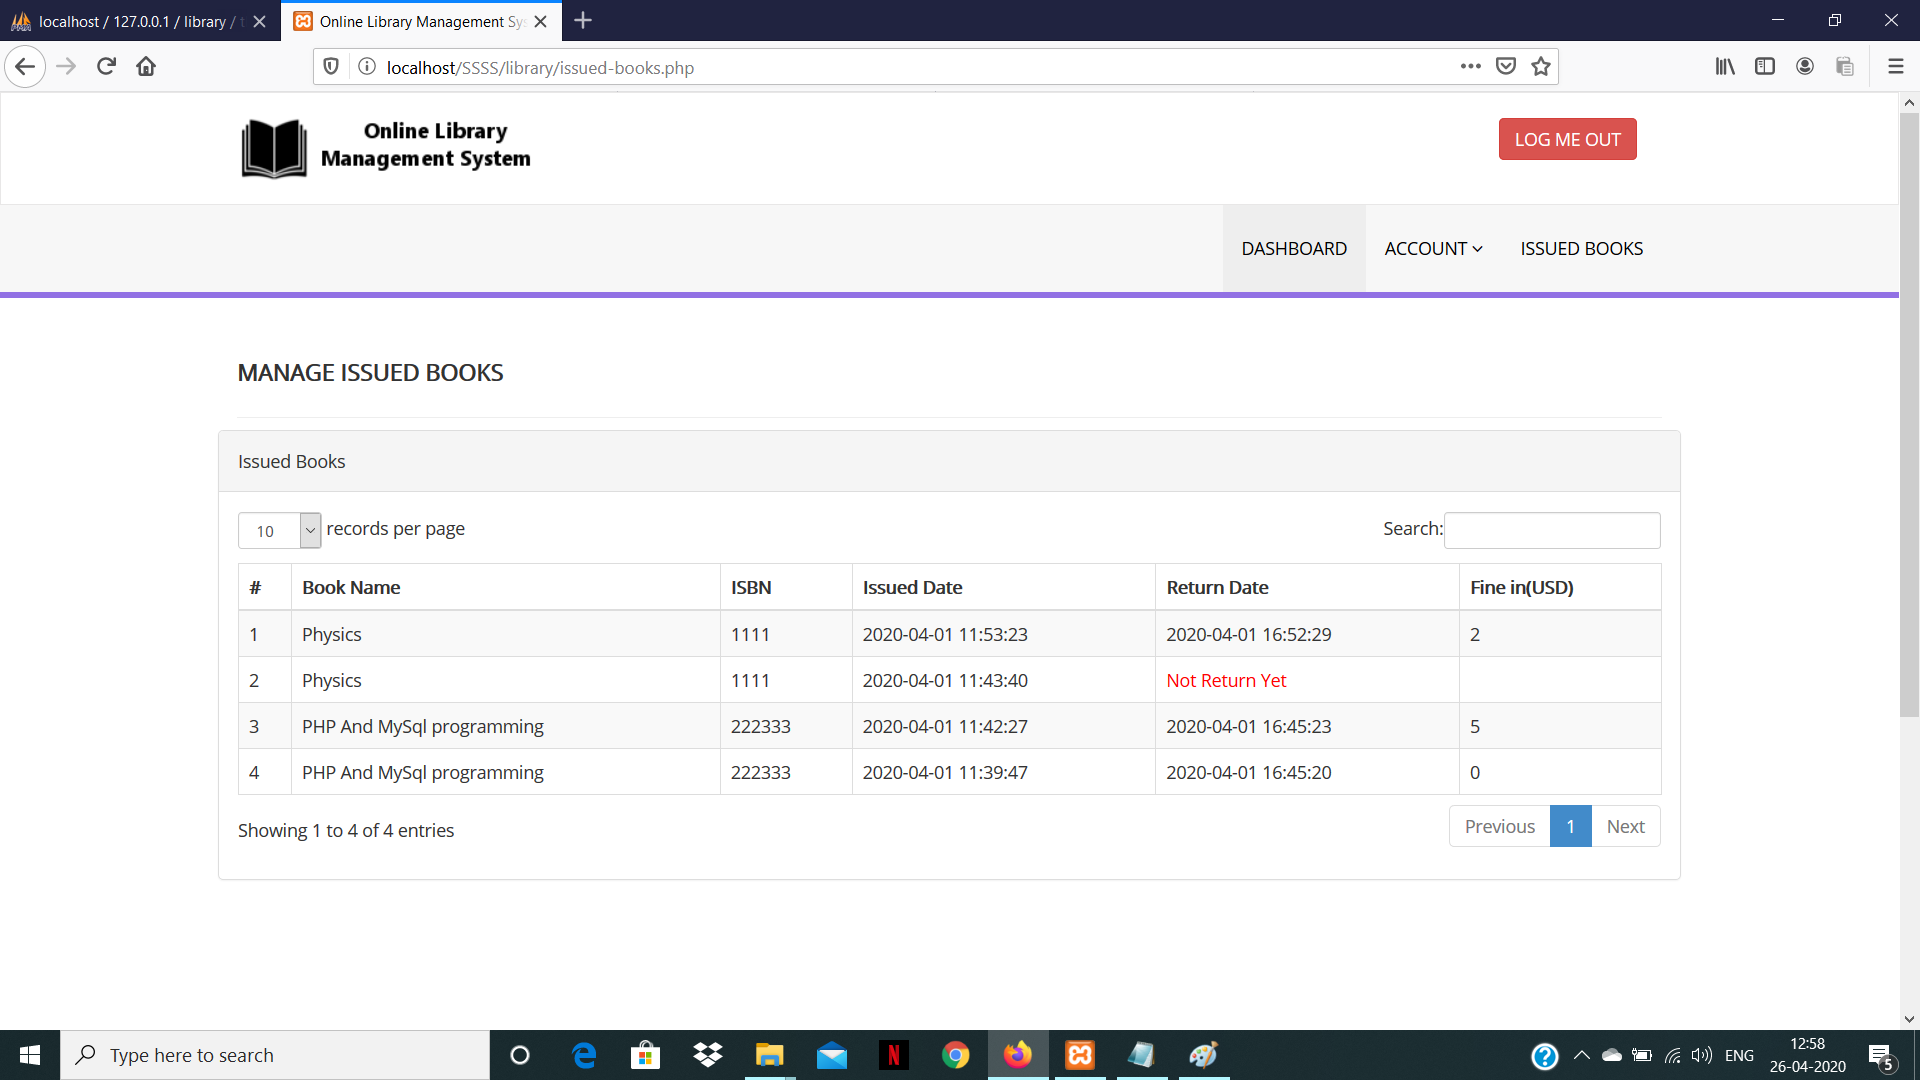 localhost / 127.0.0.1 / library / t
Online Library Management Sys
localhost/SSSS/library/issued-books.php
Online Library
Management System
LOG ME OUT
DASHBOARD
ACCOUNT
ISSUED BOOKS
MANAGE ISSUED BOOKS
Issued Books
10 records per page
Search:
# Book Name ISBN Issued Date Return Date Fine in(USD)
1 Physics 1111 2020-04-01 11:53:23 2020-04-01 16:52:29 2
2 Physics 1111 2020-04-01 11:43:40 Not Return Yet
3 PHP And MySql programming 222333 2020-04-01 11:42:27 2020-04-01 16:45:23 5
4 PHP And MySql programming 222333 2020-04-01 11:39:47 2020-04-01 16:45:20 0
Showing 1 to 4 of 4 entries
Previous 1 Next
Type here to search
ENG
12:58
26-04-2020
5